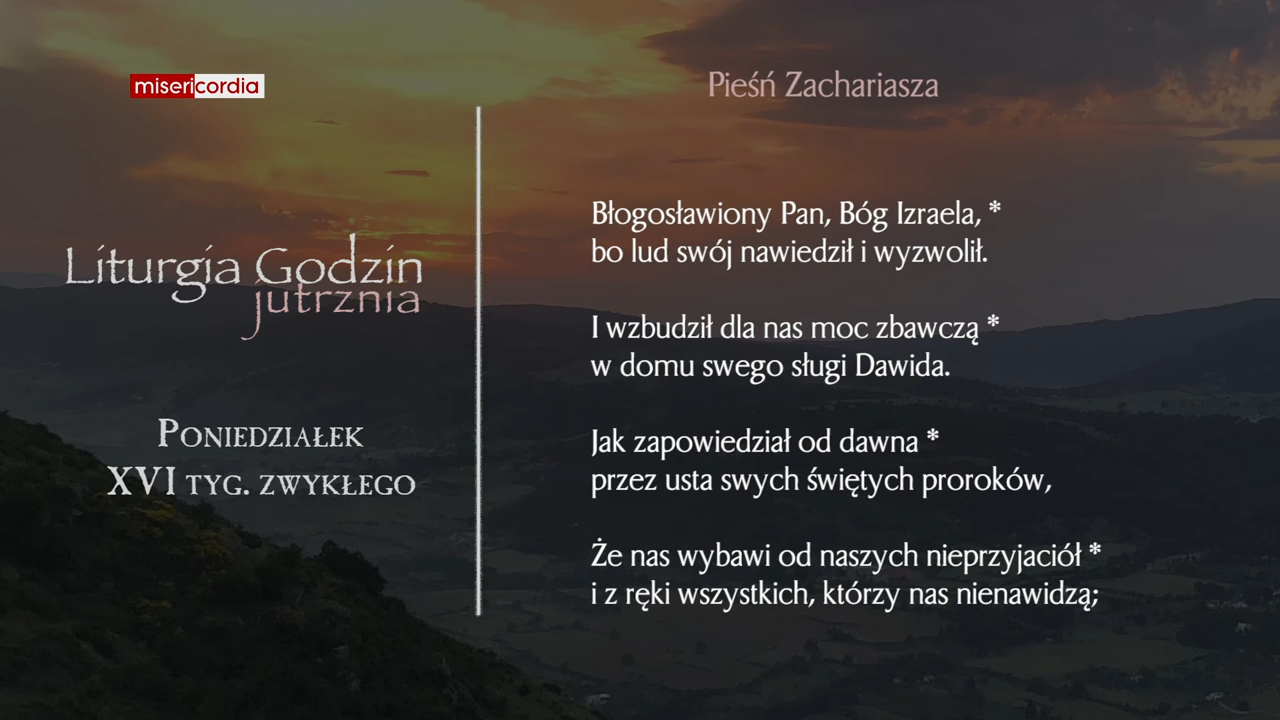 misericordia
Liturgia Godzin
jutrznia
Poniedziałek
XVI tyg. zwykłego
Pieśń Zachariasza
Błogosławiony Pan, Bóg Izraela, *
bo lud swój nawiedził i wyzwolił.
I wzbudził dla nas moc zbawczą *
w domu swego sługi Dawida.
Jak zapowiedział od dawna *
przez usta swych świętych proroków,
Że nas wybawi od naszych nieprzyjaciół *
i z ręki wszystkich, którzy nas nienawidzą;